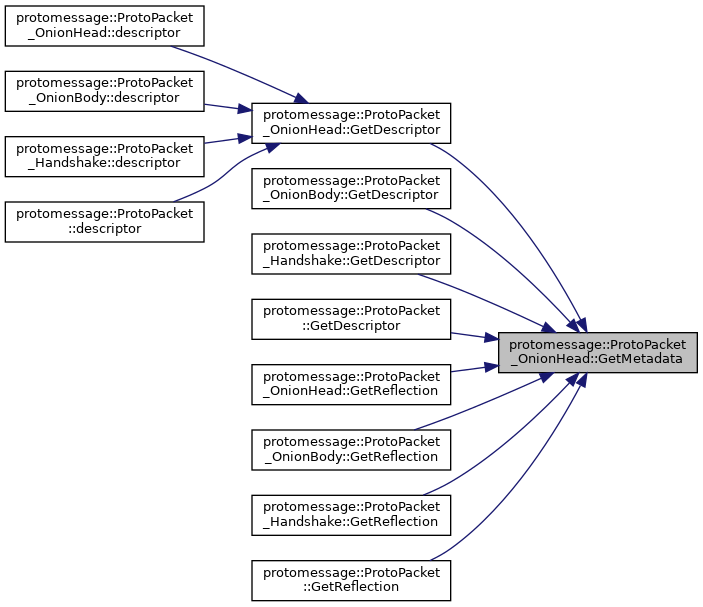 protomessage::ProtoPacket
_OnionHead::descriptor
protomessage::ProtoPacket
_OnionBody::descriptor
protomessage::ProtoPacket
_Handshake::descriptor
protomessage::ProtoPacket
::descriptor
protomessage::ProtoPacket
_OnionHead::GetDescriptor
protomessage::ProtoPacket
_OnionBody::GetDescriptor
protomessage::ProtoPacket
_Handshake::GetDescriptor
protomessage::ProtoPacket
::GetDescriptor
protomessage::ProtoPacket
_OnionHead::GetReflection
protomessage::ProtoPacket
_OnionBody::GetReflection
protomessage::ProtoPacket
_Handshake::GetReflection
protomessage::ProtoPacket
::GetReflection
protomessage::ProtoPacket
_OnionHead::GetMetadata